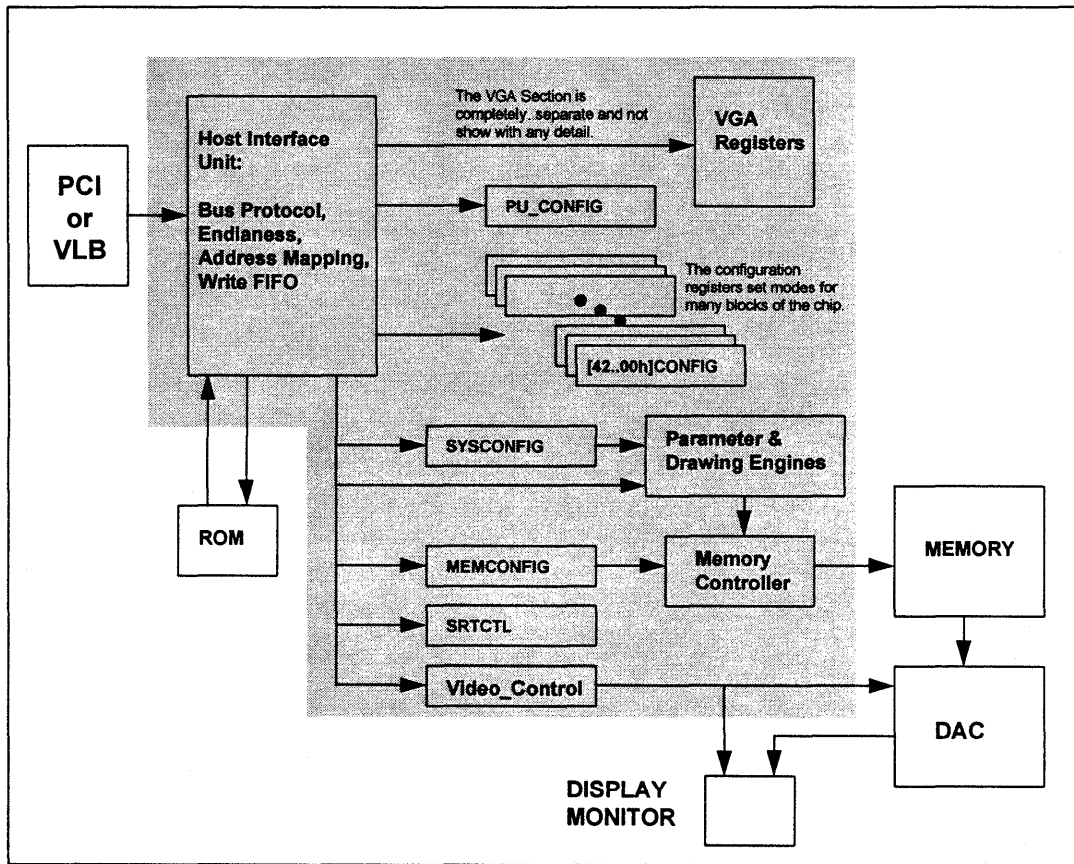 The VGA Section is
completely, separate and not
show with any detail.
VGA
Registers
Host Interface
Unit:
Bus Protocol,
Endianess,
Address Mapping,
Write FIFO
PCI
or
VLB
PU_CONFIG
The configuration
registers set modes for
many blocks of the chip.
[42..00h]CONFIG
SYSCONFIG
Parameter &
Drawing Engines
ROM
MEMCONFIG
Memory
Controller
MEMORY
SRTCTL
Video_Control
DAC
DISPLAY
MONITOR